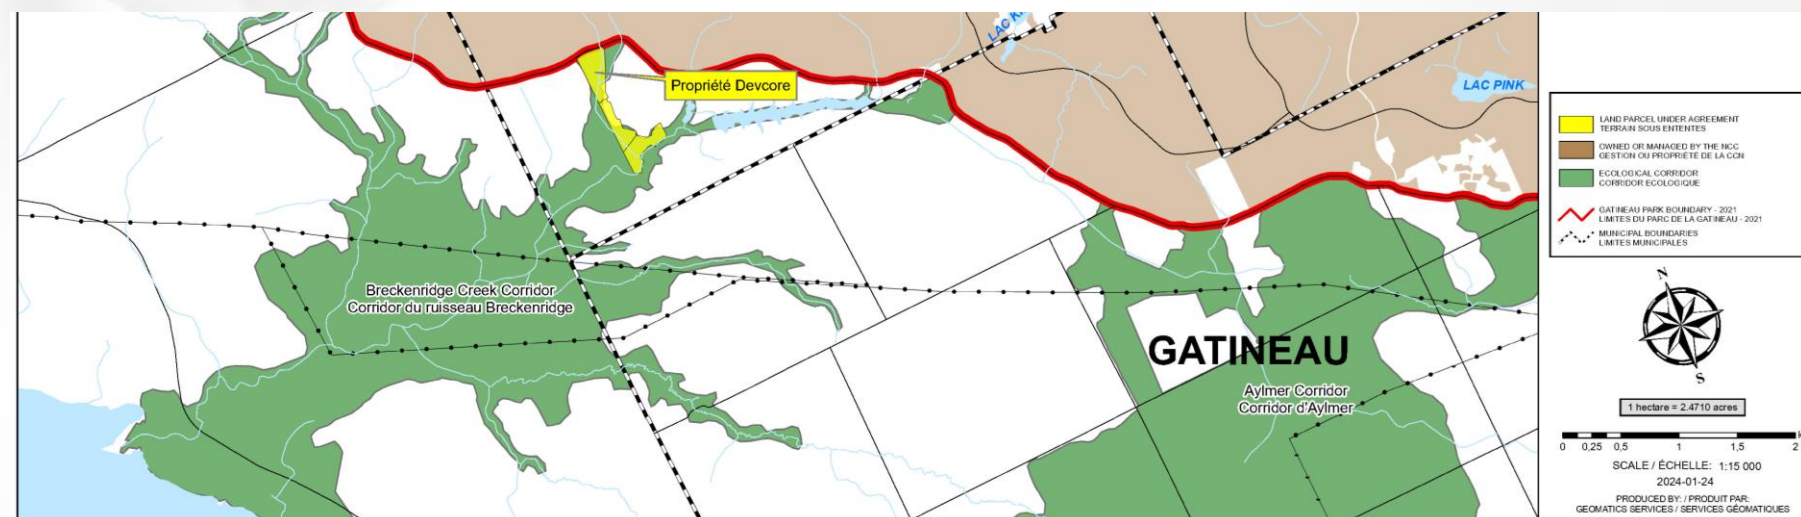 LAC PINK
Propriété Devcore
Breckenridge Creek Corridor
Corridor du ruisseau Breckenridge
GATINEAU
Aylmer Corridor
Corridor d'Aylmer
LAND PARCEL UNDER AGREEMENT
TERRAIN SOUS ENTENTES
OWNED OR MANAGED BY THE NCC
GESTION OU PROPRIÉTÉ DE LA CCN
ECOLOGICAL CORRIDOR
CORRIDOR ECOLOGIQUE
GATINEAU PARK BOUNDARY - 2021
LIMITES DU PARC DE LA GATINEAU - 2021
MUNICIPAL BOUNDARIES
LIMITES MUNICIPALES
N
S
1 hectare = 2.4710 acres
0 0,25 0,5 1 1,5 2
SCALE / ÉCHELLE: 1:15 000
2024-01-24
PRODUCED BY: / PRODUIT PAR:
GEOMATICS SERVICES / SERVICES GÉOMATIQUES